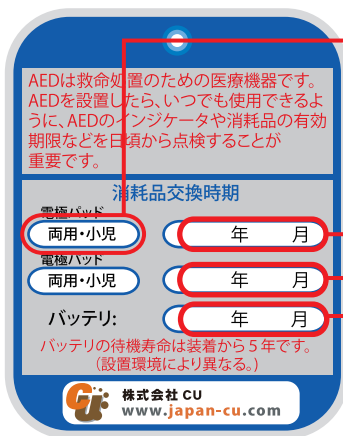 AEDは救命処置のための医療機器です。
AEDを設置したら、いつでも使用できるよ
うに、AEDのインジケータや消耗品の有効
期限などを日頃から点検することが
重要です。
消耗品交換時期
電極パッド
両用・小児
年 月
電極パッド
両用・小児
年 月
バッテリ:
年 月
バッテリの待機寿命は装着から5年です。
(設置環境により異なる。)
CU
株式会社 CU
www.japan-cu.com